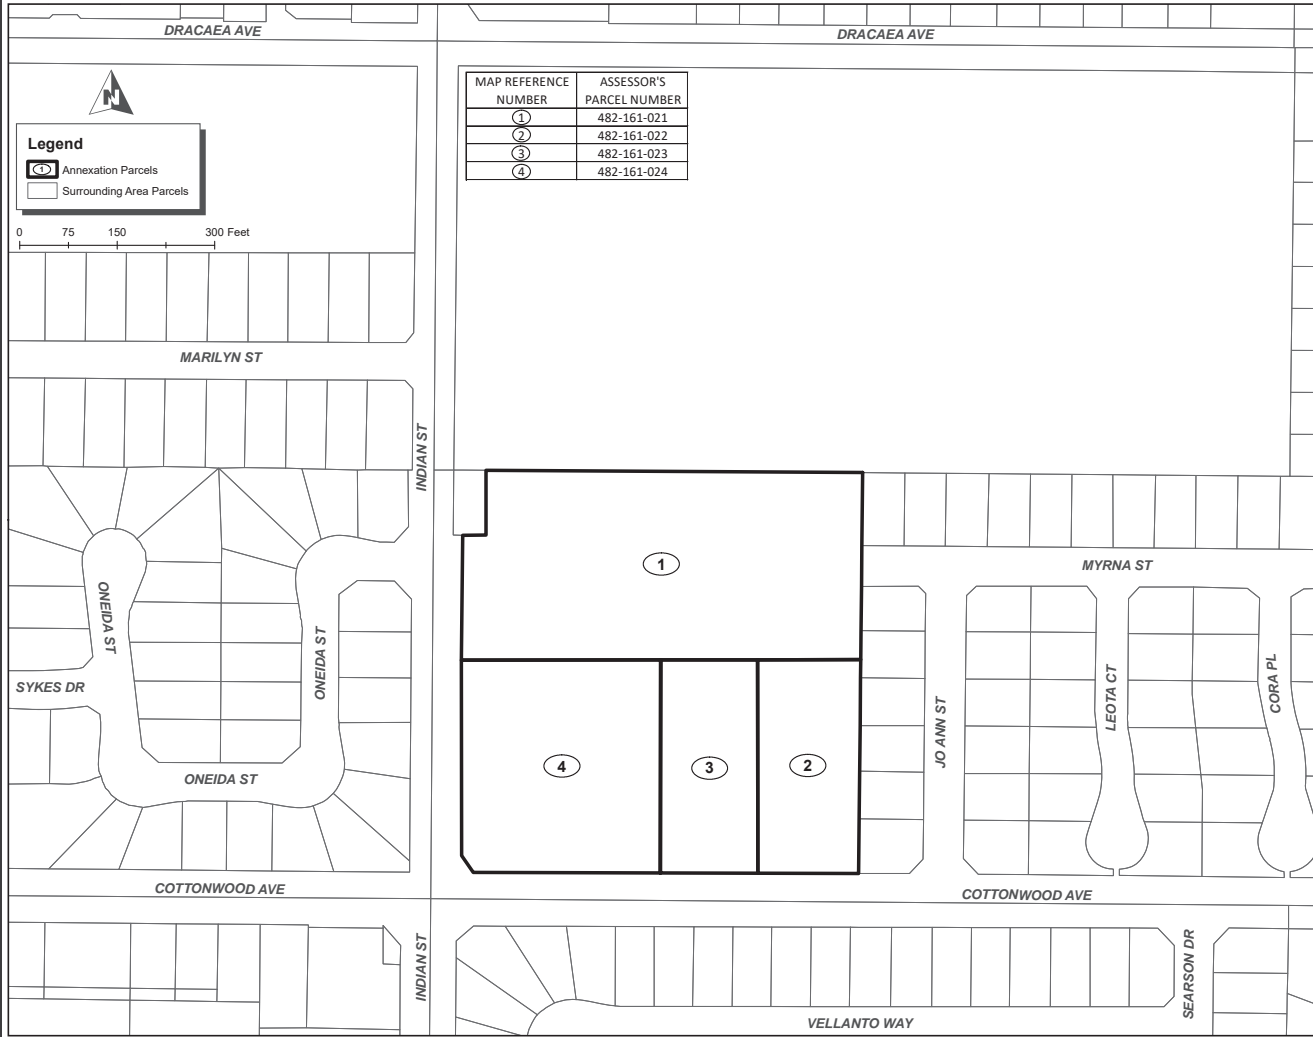 DRACAEA AVE
DRACAEA AVE
N
MAP REFERENCE NUMBER
ASSESSOR'S PARCEL NUMBER
1 482-161-021
2 482-161-022
3 482-161-023
4 482-161-024
Legend
1 Annexation Parcels
Surrounding Area Parcels
0 75 150 300 Feet
MARILYN ST
INDIAN ST
1
MYRNA ST
ONEIDA ST
ONEIDA ST
SYKES DR
LEOTA CT
CORA PL
JO ANN ST
4
3
2
ONEIDA ST
COTTONWOOD AVE
COTTONWOOD AVE
INDIAN ST
SEARSON DR
VELLANTO WAY